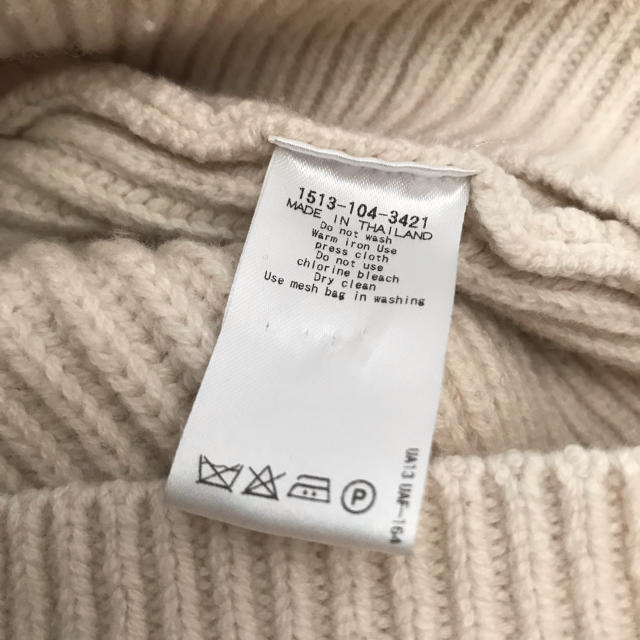 1513-104-3421
MADE IN THAILAND
Do not wash
Warm iron Use
press cloth
Do not use
chlorine bleach
Dry clean
Use mesh bag in washing
P
UA13 UAF-164